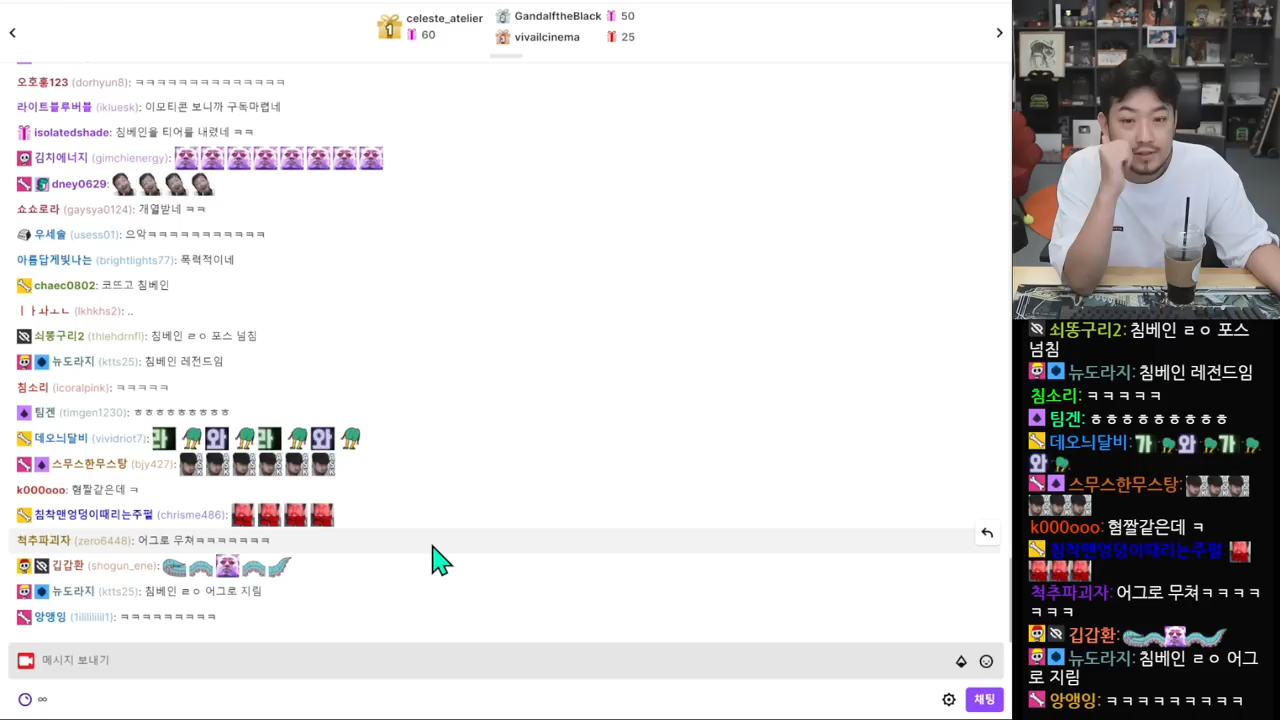 celeste_atelier
60
GandalftheBlack 50
vivailcinema 25
오호홓123 (dorhyun8): ㅋㅋㅋㅋㅋㅋㅋㅋㅋㅋㅋㅋㅋㅋ
라이트블루버블 (ikluesk): 이모티콘 보니까 구독마렵네
isolatedshade: 침베인을 티어를 내렸네 ㅋㅋ
김치에너지 (gimchienergy):
dney0629:
쇼쇼로라 (gaysya0124): 개열받네 ㅋㅋ
우세솔 (usess01): 으악ㅋㅋㅋㅋㅋㅋㅋㅋㅋㅋㅋ
아름답게빛나는 (brightlights77): 폭력적이네
chaec0802: 코뜨고 침베인
(lkhkhs2): ..
쇠똥구리2 (thlehdrnfl): 침베인 ㄹㅇ 포스 넘침
뉴도라지 (ktts25): 침베인 레전드임
침소리 (icoralpink): ㅋㅋㅋㅋㅋ
팀겐 (timgen1230): ㅎㅎㅎㅎㅎㅎㅎㅎㅎ
데오늬달비 (vividriot7): 라 와 라 와
스무스한무스탕 (bjy427):
k000ooo: 혐짤같은데 ㅋ
침착맨엉덩이때리는주펄 (chrisme486):
척추파괴자 (zero6448): 어그로 무쳐ㅋㅋㅋㅋㅋㅋㅋ
김갑환 (shogun_ene):
뉴도라지 (ktts25): 침베인 ㄹㅇ 어그로 지림
앙앵잉 (1iiliiiliii1): ㅋㅋㅋㅋㅋㅋㅋㅋㅋ
메시지 보내기
채팅
쇠똥구리2: 침베인 ㄹㅇ 포스
넘침
뉴도라지: 침베인 레전드임
침소리: ㅋㅋㅋㅋㅋ
팀겐: ㅎㅎㅎㅎㅎㅎㅎㅎㅎ
데오늬달비: 가 와 가
와
스무스한무스탕:
k000ooo: 혐짤같은데 ㅋ
침착맨엉덩이때리는주펄
척추파괴자: 어그로 무쳐ㅋㅋㅋㅋ
ㅋㅋㅋ
김갑환:
뉴도라지: 침베인 ㄹㅇ 어그
로 지림
앙앵잉: ㅋㅋㅋㅋㅋㅋㅋㅋㅋ